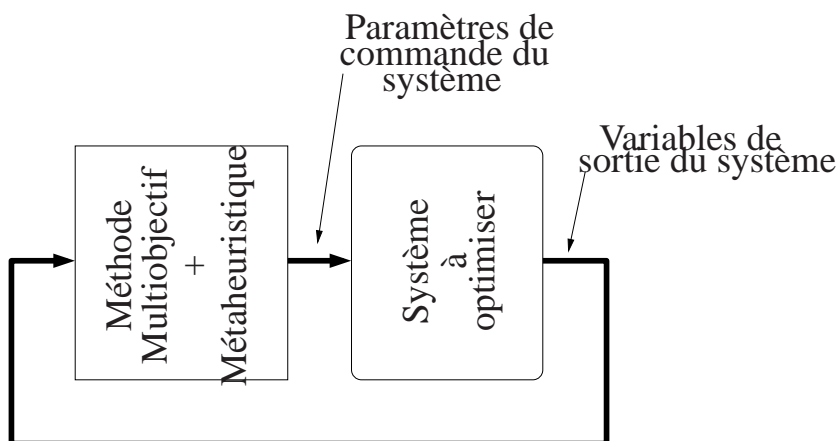 Paramètres de
commande du
système
Variables de
sortie du système
Méthode
Multiobjectif
+
Métaheuristique
Système
à
optimiser